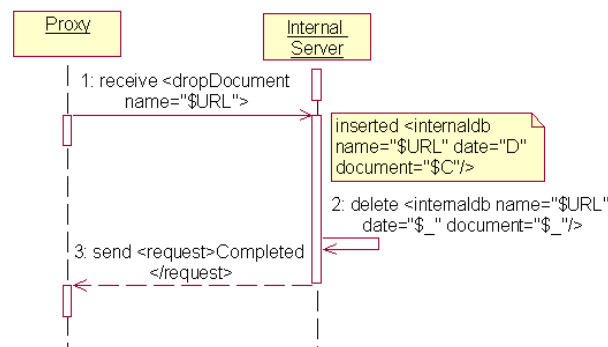 Proxy
Internal
Server
1: receive <dropDocument
name="$URL">
inserted <internaldb
name="$URL" date="D"
document="$C"/>
2: delete <internaldb name="$URL"
date="$_" document="$_"/>
3: send <request>Completed
</request>